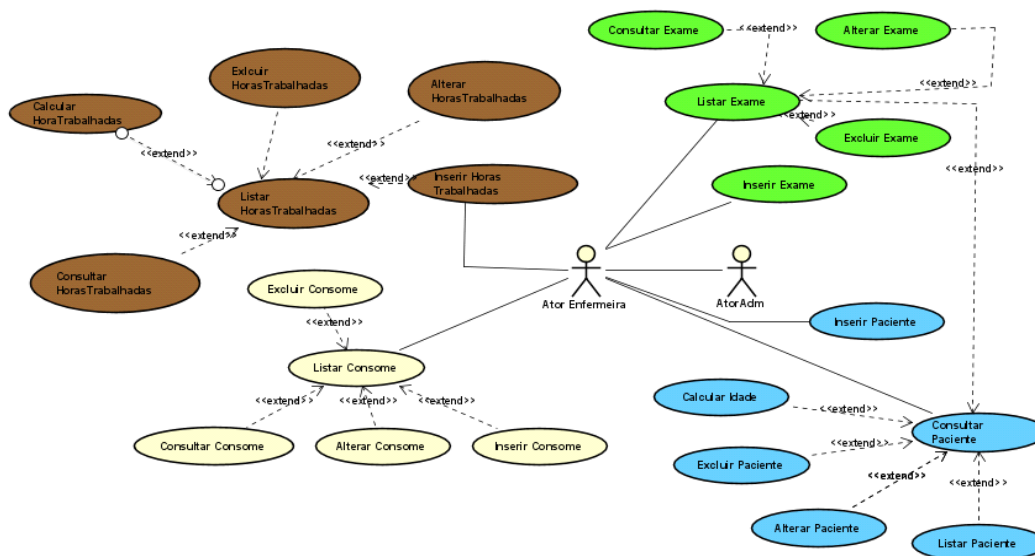 Consultar Exame
<<extend>>
Alterar Exame
Exlcuir
HorasTrabalhadas
Alterar
HorasTrabalhadas
<<extend>>
Calcular
HoraTrabalhadas
Listar Exame
<<extend>>
Excluir Exame
<<extend>>
<<extend>>
<<extend>>
<<extend>>
Inserir Horas
Trabalhadas
Inserir Exame
Listar
HorasTrabalhadas
<<extend>>
Consultar
HorasTrabalhadas
Excluir Consome
Ator Enfermeira
AtorAdm
<<extend>>
Inserir Paciente
Listar Consome
<<extend>>
<<extend>>
<<extend>>
Calcular Idade
<<extend>>
Consultar
Paciente
Consultar Consome
Alterar Consome
Inserir Consome
<<extend>>
Excluir Paciente
<<extend>>
<<extend>>
Alterar Paciente
Listar Paciente